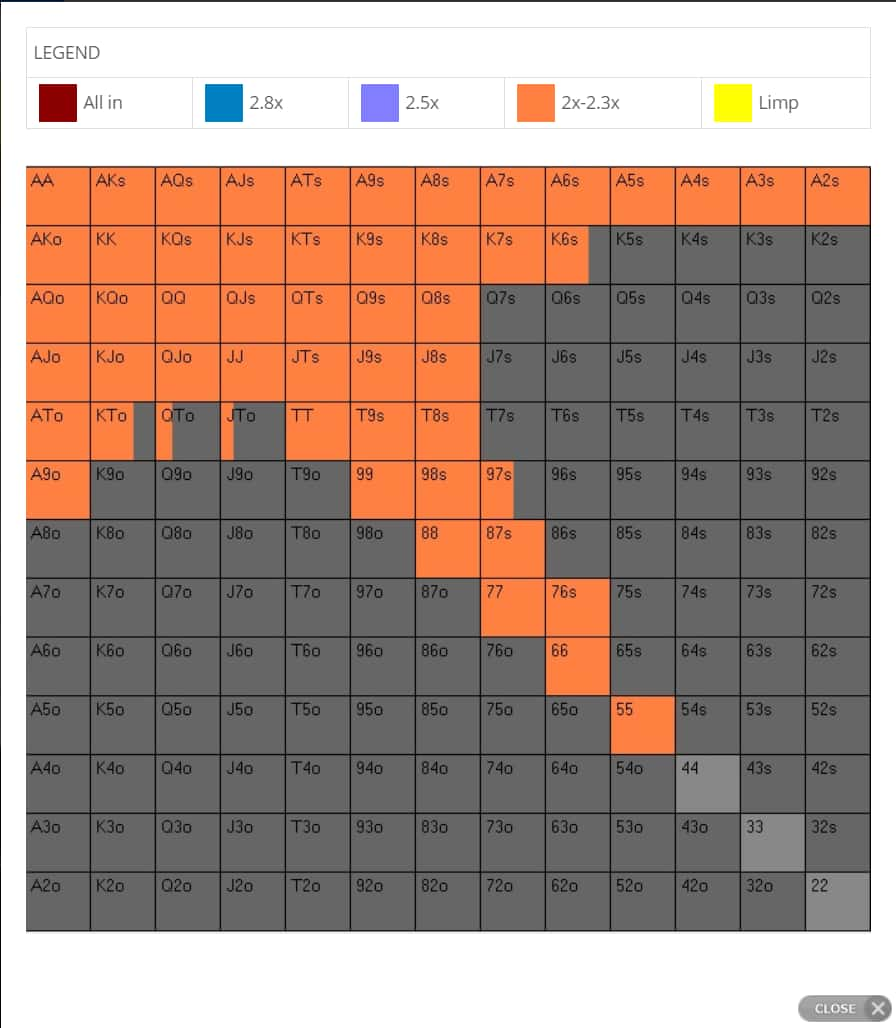 LEGEND
All in 2.8x 2.5x 2x-2.3x Limp
AA AKs AQs AJs ATs A9s A8s A7s A6s A5s A4s A3s A2s
AKo KK KQs KJs KTs K9s K8s K7s K6s K5s K4s K3s K2s
AQo KQo QQ QJs QTs Q9s Q8s Q7s Q6s Q5s Q4s Q3s Q2s
AJo KJo QJo JJ JTs J9s J8s J7s J6s J5s J4s J3s J2s
ATo KTo QTo JTo TT T9s T8s T7s T6s T5s T4s T3s T2s
A9o K9o Q9o J9o T9o 99 98s 97s 96s 95s 94s 93s 92s
A8o K8o Q8o J8o T8o 98o 88 87s 86s 85s 84s 83s 82s
A7o K7o Q7o J7o T7o 97o 87o 77 76s 75s 74s 73s 72s
A6o K6o Q6o J6o T6o 96o 86o 76o 66 65s 64s 63s 62s
A5o K5o Q5o J5o T5o 95o 85o 75o 65o 55 54s 53s 52s
A4o K4o Q4o J4o T4o 94o 84o 74o 64o 54o 44 43s 42s
A3o K3o Q3o J3o T3o 93o 83o 73o 63o 53o 43o 33 32s
A2o K2o Q2o J2o T2o 92o 82o 72o 62o 52o 42o 32o 22
CLOSE